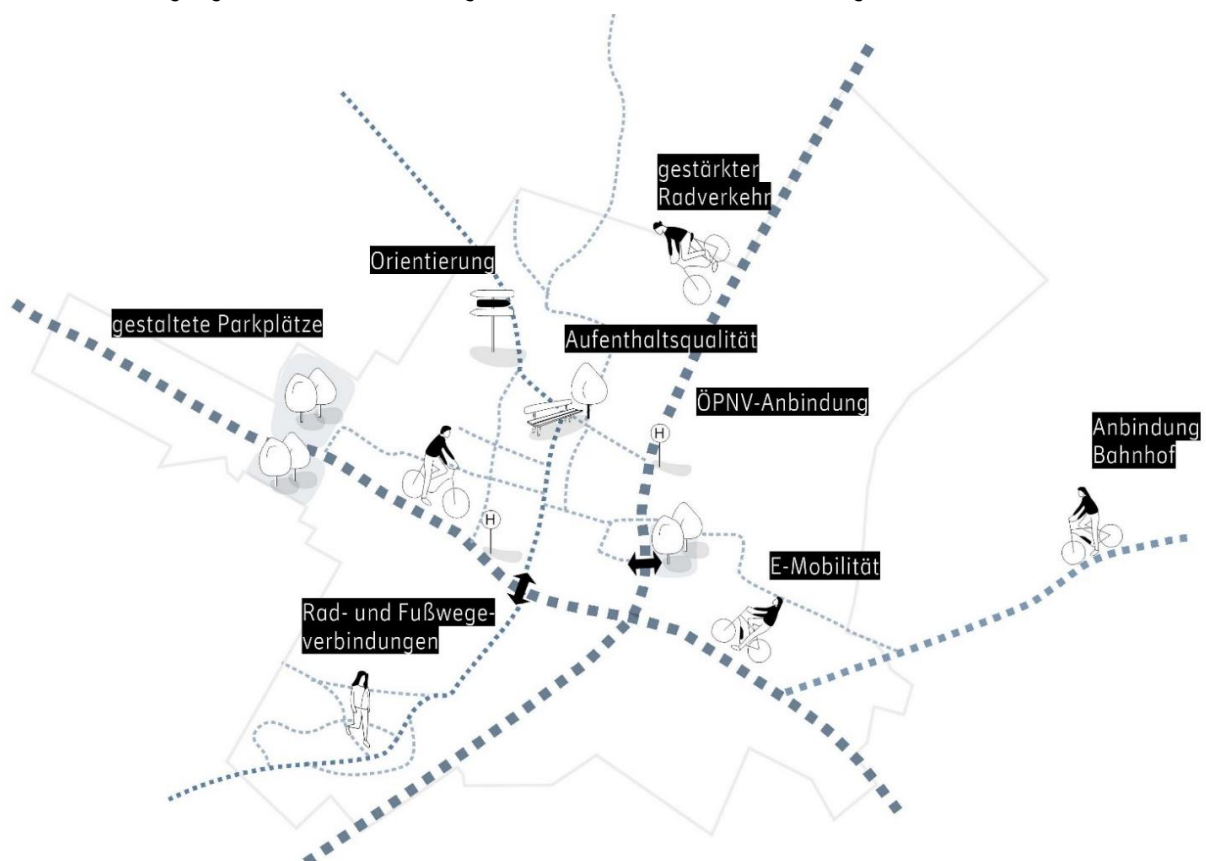 gestärkter
Radverkehr
Orientierung
gestaltete Parkplätze
Aufenthaltsqualität
ÖPNV-Anbindung
H
Anbindung
Bahnhof
H
E-Mobilität
Rad- und Fußwege-
verbindungen